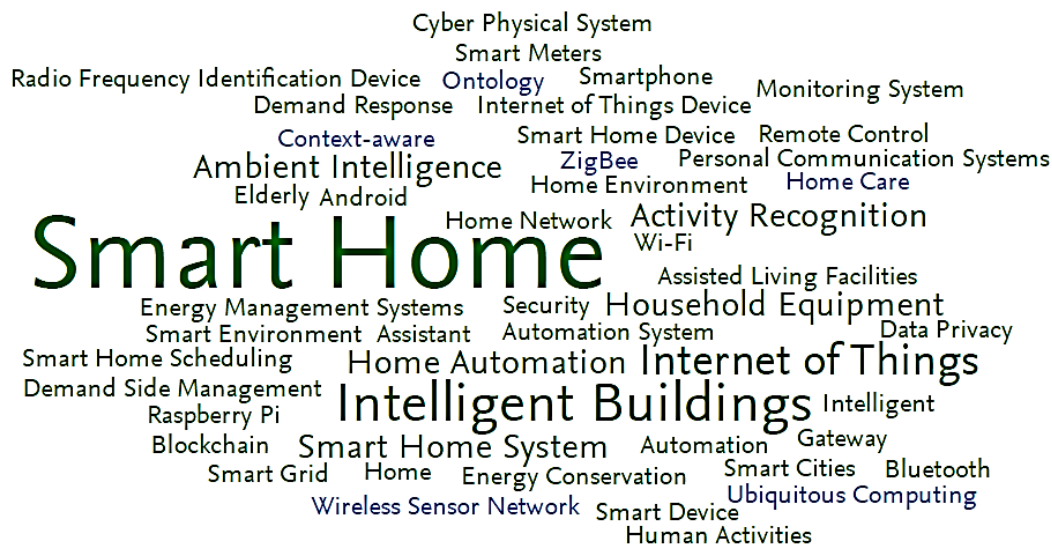 Cyber Physical System
Smart Meters
Radio Frequency Identification Device Ontology Smartphone
Monitoring System
Demand Response Internet of Things Device
Context-aware Smart Home Device Remote Control
Ambient Intelligence ZigBee Personal Communication Systems
Elderly Android Home Environment Home Care
Home Network Activity Recognition
Smart Home Wi-Fi
Assisted Living Facilities
Energy Management Systems Security Household Equipment
Smart Environment Assistant Automation System Data Privacy
Smart Home Scheduling Home Automation Internet of Things
Demand Side Management Intelligent Buildings Intelligent
Raspberry Pi
Blockchain Smart Home System Automation Gateway
Smart Grid Home Energy Conservation Smart Cities Bluetooth
Wireless Sensor Network Ubiquitous Computing
Smart Device
Human Activities